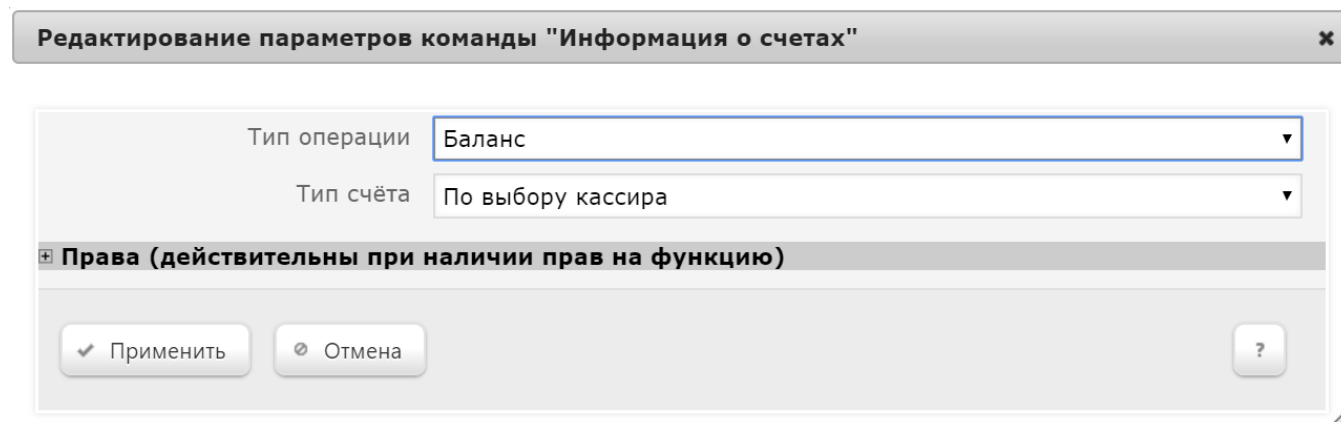 Редактирование параметров команды "Информация о счетах"
Тип операции Баланс
Тип счёта По выбору кассира
Права (действительны при наличии прав на функцию)
Применить Отмена ?